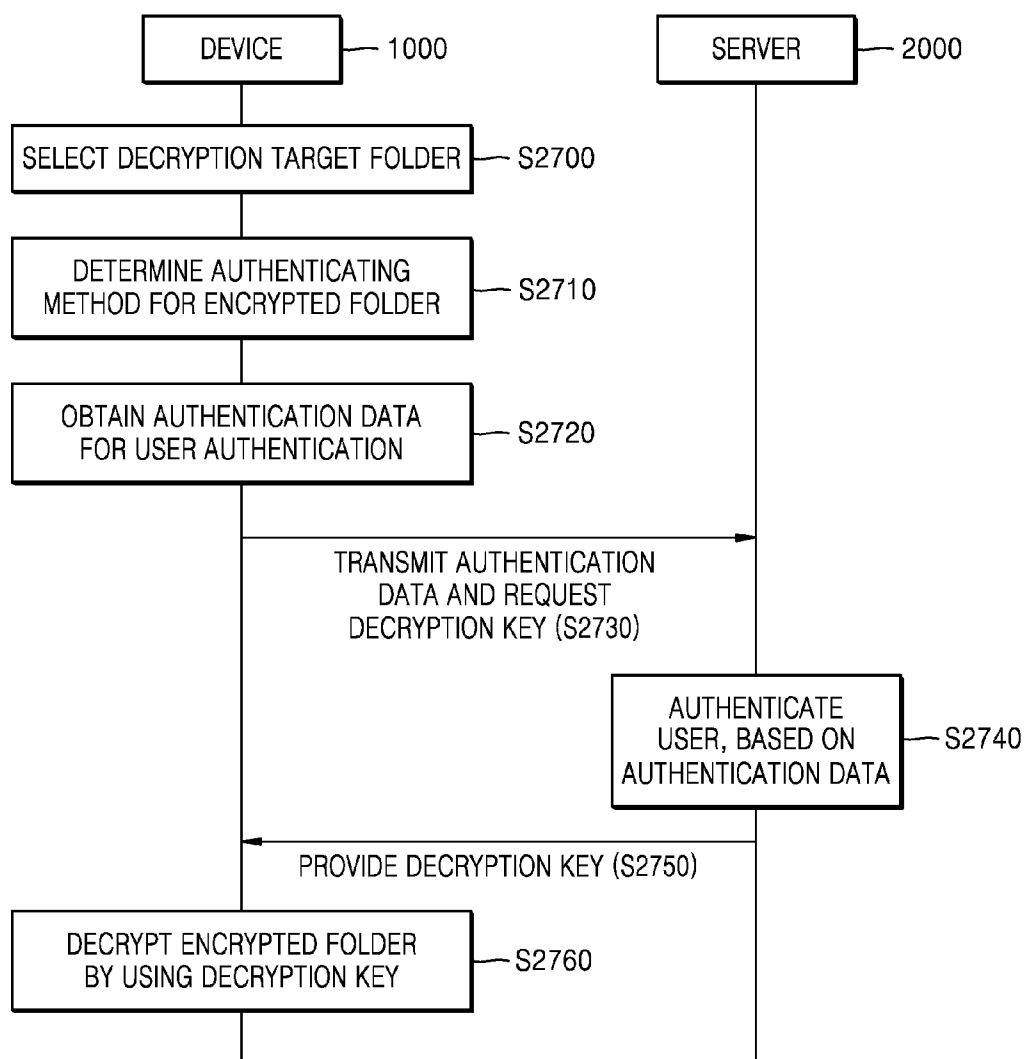 DEVICE
1000
SERVER
2000
SELECT DECRYPTION TARGET FOLDER
S2700
DETERMINE AUTHENTICATING
METHOD FOR ENCRYPTED FOLDER
S2710
OBTAIN AUTHENTICATION DATA
FOR USER AUTHENTICATION
S2720
TRANSMIT AUTHENTICATION
DATA AND REQUEST
DECRYPTION KEY (S2730)
AUTHENTICATE
USER, BASED ON
AUTHENTICATION DATA
S2740
PROVIDE DECRYPTION KEY (S2750)
DECRYPT ENCRYPTED FOLDER
BY USING DECRYPTION KEY
S2760